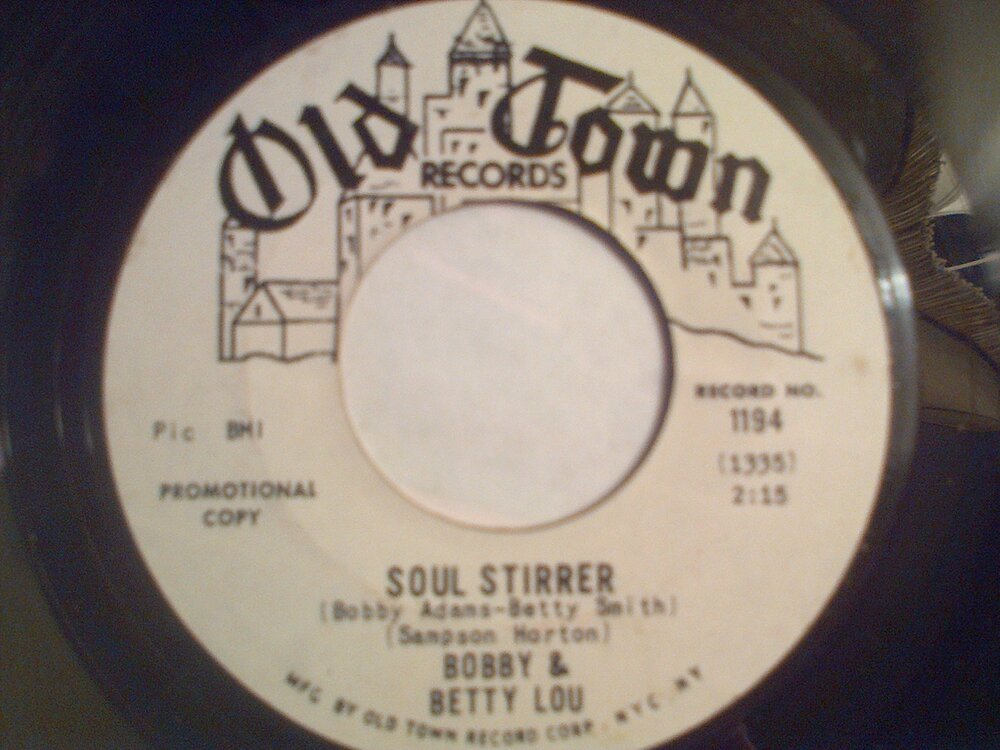 Old Town
RECORDS
RECORD NO.
1194
(1335)
2:15
Pic BMI
PROMOTIONAL
COPY
SOUL STIRRER
(Bobby Adams-Betty Smith)
(Sampson Horton)
BOBBY &
BETTY LOU
MFG BY OLD TOWN RECORD CORP. NYC. NY